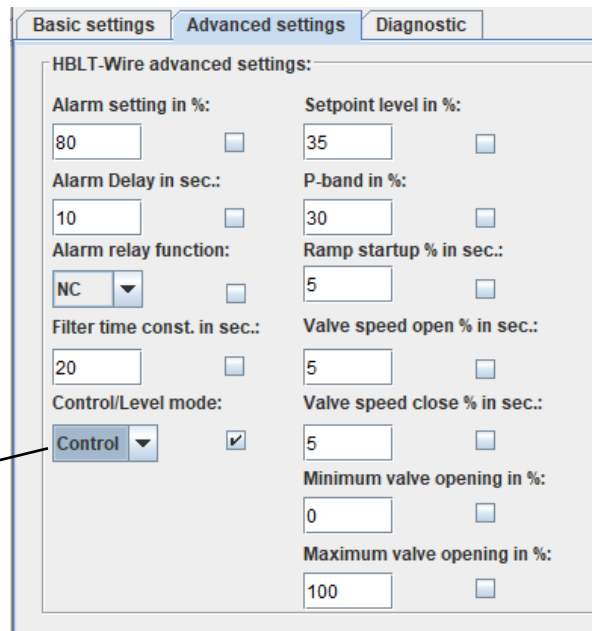 Basic settings Advanced settings Diagnostic
HBLT-Wire advanced settings:
Alarm setting in %: Setpoint level in %:
80 35
Alarm Delay in sec.: P-band in %:
10 30
Alarm relay function: Ramp startup % in sec.:
NC 5
Filter time const. in sec.: Valve speed open % in sec.:
20 5
Control/Level mode: Valve speed close % in sec.:
Control 5
Minimum valve opening in %:
0
Maximum valve opening in %:
100